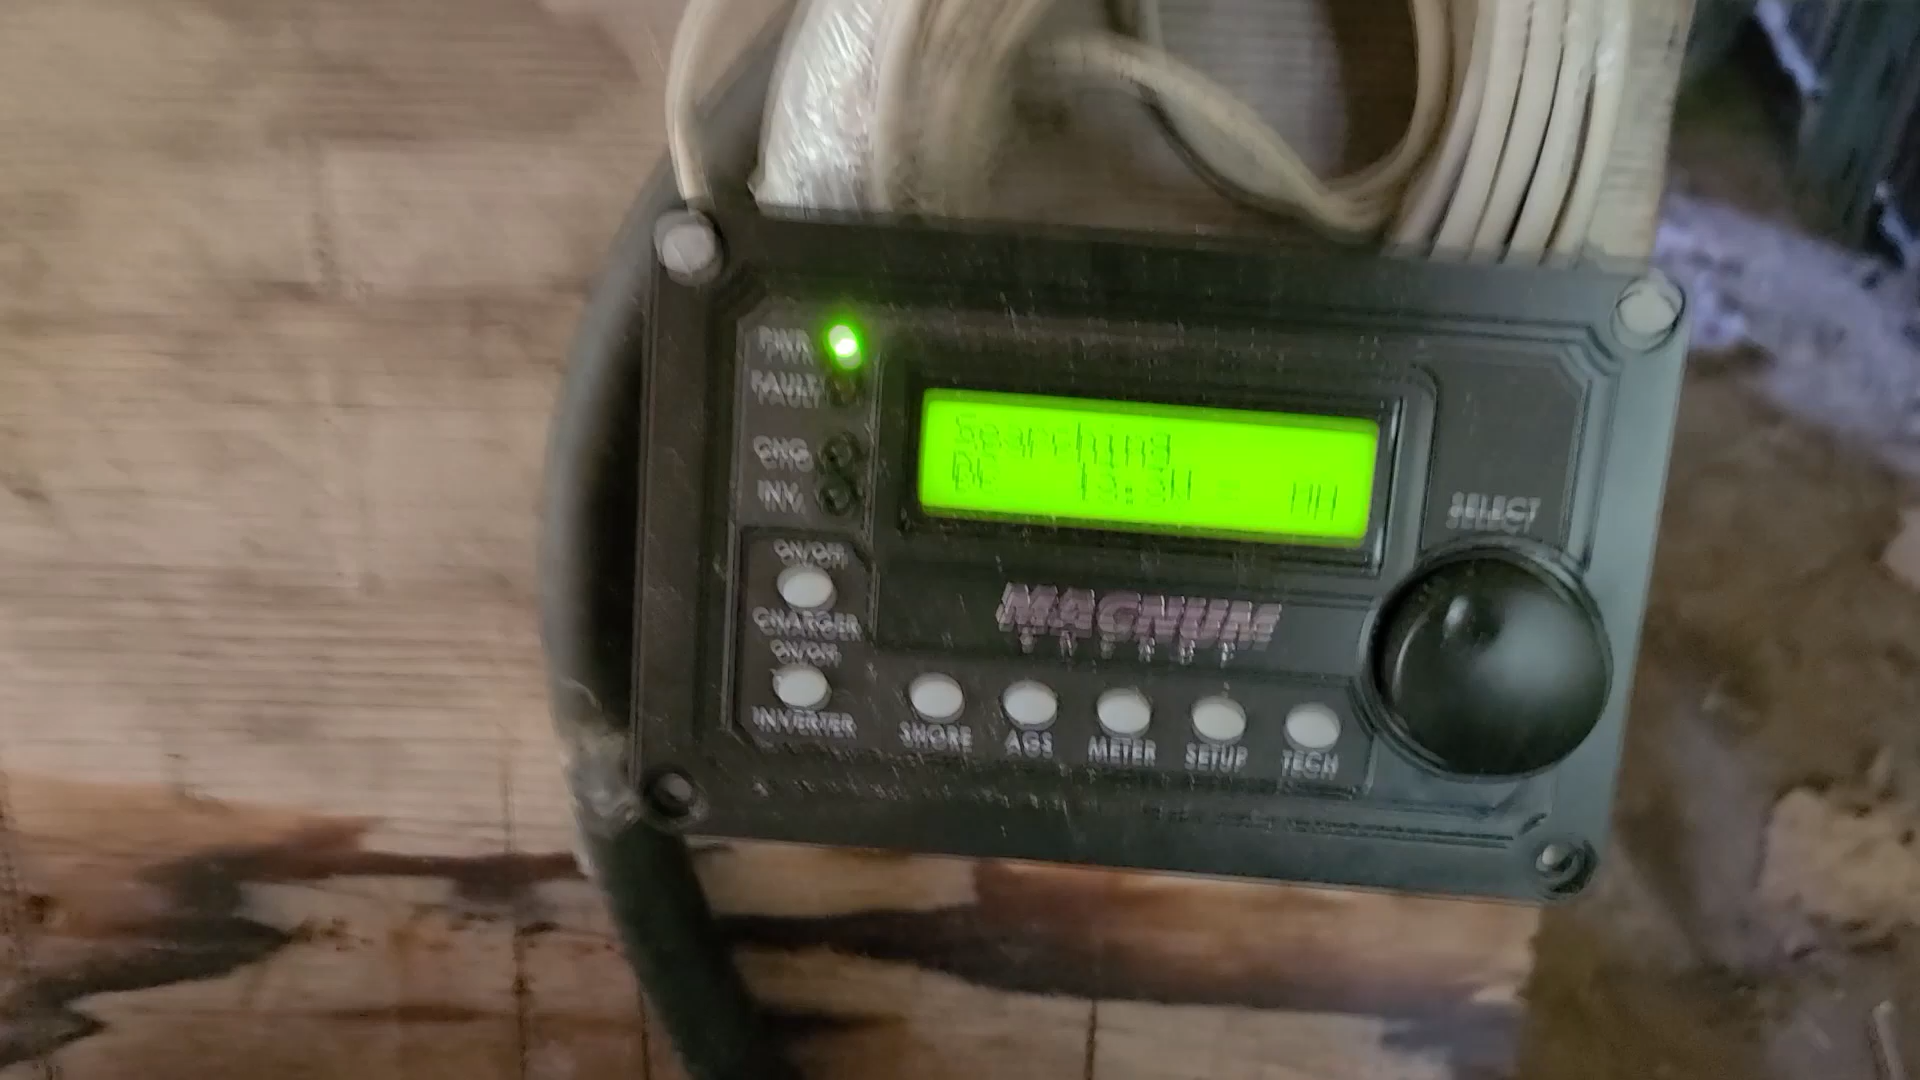 PWR
FAULT
CHG
INV
Searching
DC
SELECT
ON/OFF
CHARGER
MAGNUM
ON/OFF
INVERTER
SHORE
AGS
METER
SETUP
TECH